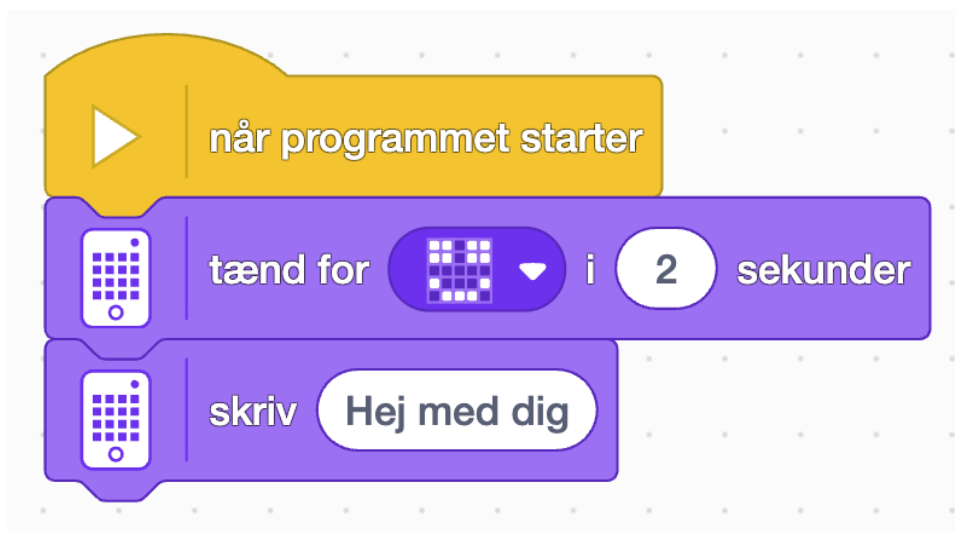 når programmet starter
tænd for i 2 sekunder
skriv Hej med dig